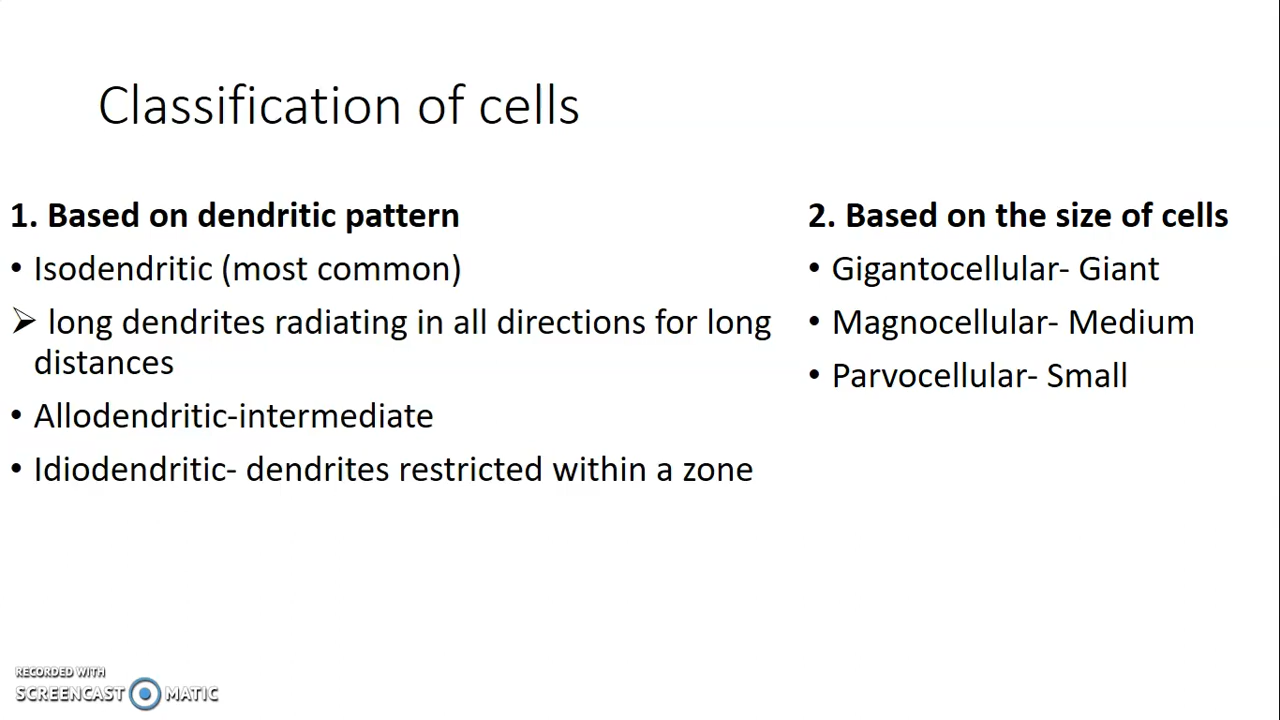 Classification of cells
1. Based on dendritic pattern
• Isodendritic (most common)
➢ long dendrites radiating in all directions for long
distances
• Allodendritic-intermediate
• Idiodendritic- dendrites restricted within a zone
2. Based on the size of cells
• Gigantocellular- Giant
• Magnocellular- Medium
• Parvocellular- Small
RECORDED WITH
SCREENCAST MATIC